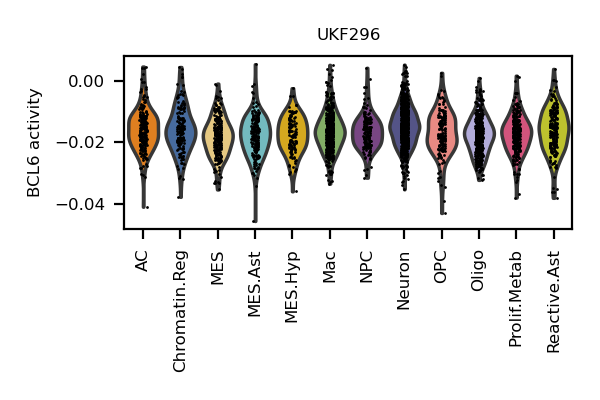 UKF296
BCL6 activity
0.00
−0.02
−0.04
AC
Chromatin.Reg
MES
MES.Ast
MES.Hyp
Mac
NPC
Neuron
OPC
Oligo
Prolif.Metab
Reactive.Ast